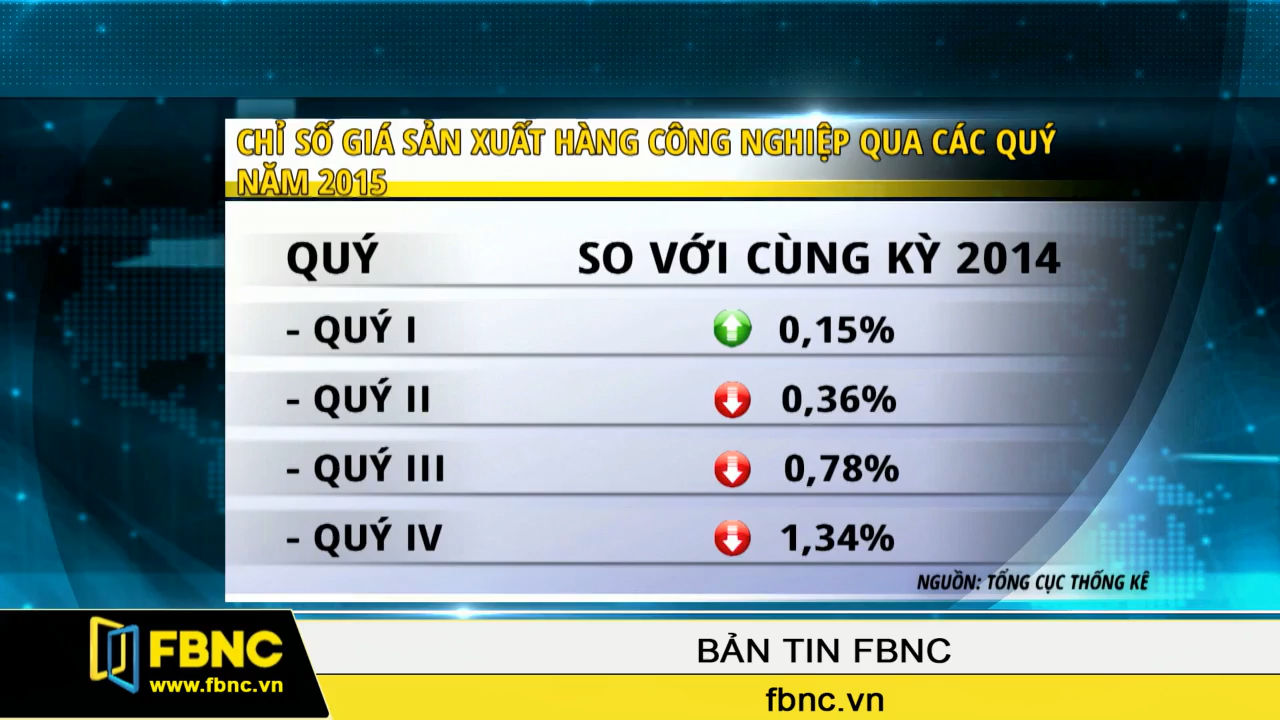 CHỈ SỐ GIÁ SẢN XUẤT HÀNG CÔNG NGHIỆP QUA CÁC QUÝ
NĂM 2015
QUÝ SO VỚI CÙNG KỲ 2014
- QUÝ I 0,15%
- QUÝ II 0,36%
- QUÝ III 0,78%
- QUÝ IV 1,34%
NGUỒN: TỔNG CỤC THỐNG KÊ
FBNC
www.fbnc.vn
BẢN TIN FBNC
fbnc.vn